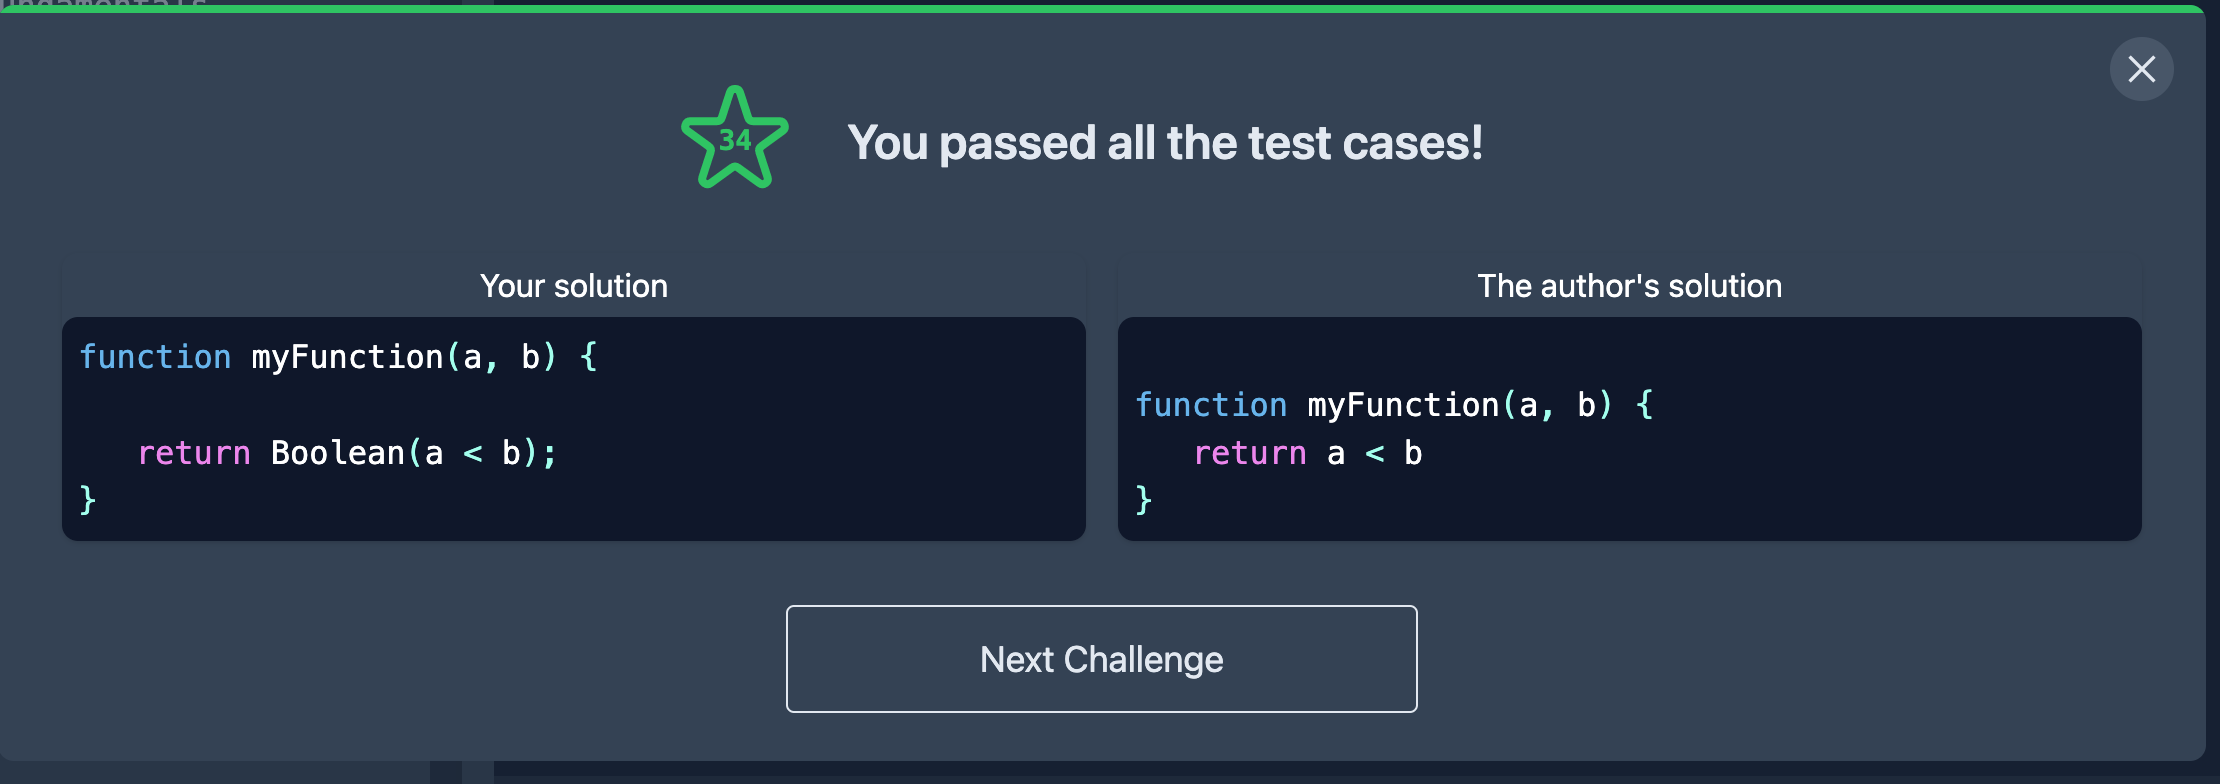 34
You passed all the test cases!
Your solution
function myFunction(a, b) {
return Boolean(a < b);
}
The author's solution
function myFunction(a, b) {
return a < b
}
Next Challenge